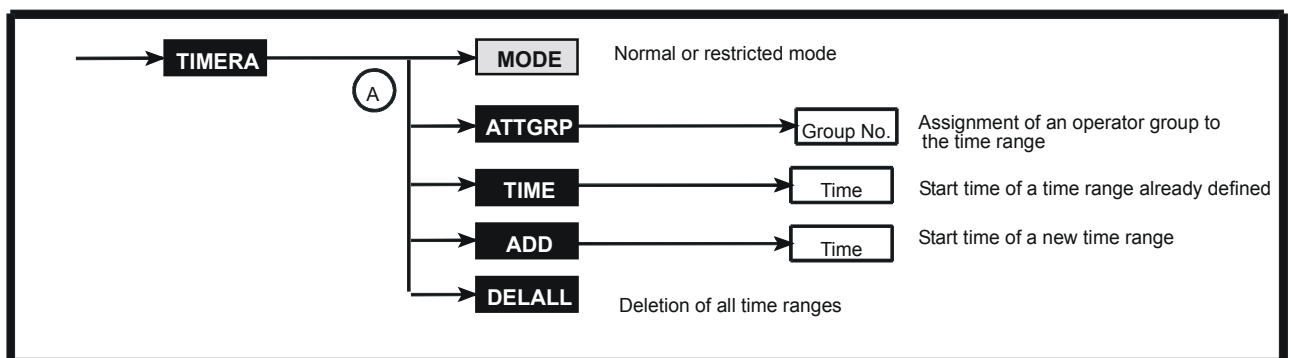 TIMERA
MODE
Normal or restricted mode
A
ATTGRP
Group No.
Assignment of an operator group to
the time range
TIME
Time
Start time of a time range already defined
ADD
Time
Start time of a new time range
DELALL
Deletion of all time ranges